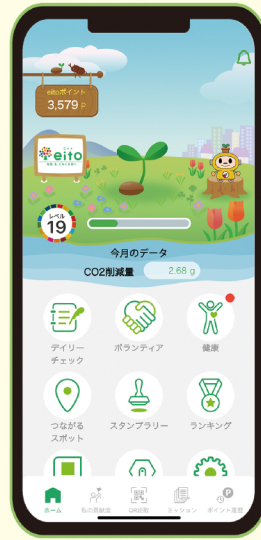 eitoポイント
3,579 P
eito
レベル
19
今月のデータ
CO2削減量 2.68 g
デイリー
チェック
ボランティア
健康
つながる
スポット
スタンプラリー
ランキング
ホーム
私の貢献度
QR読取
ミッション
ポイント履歴